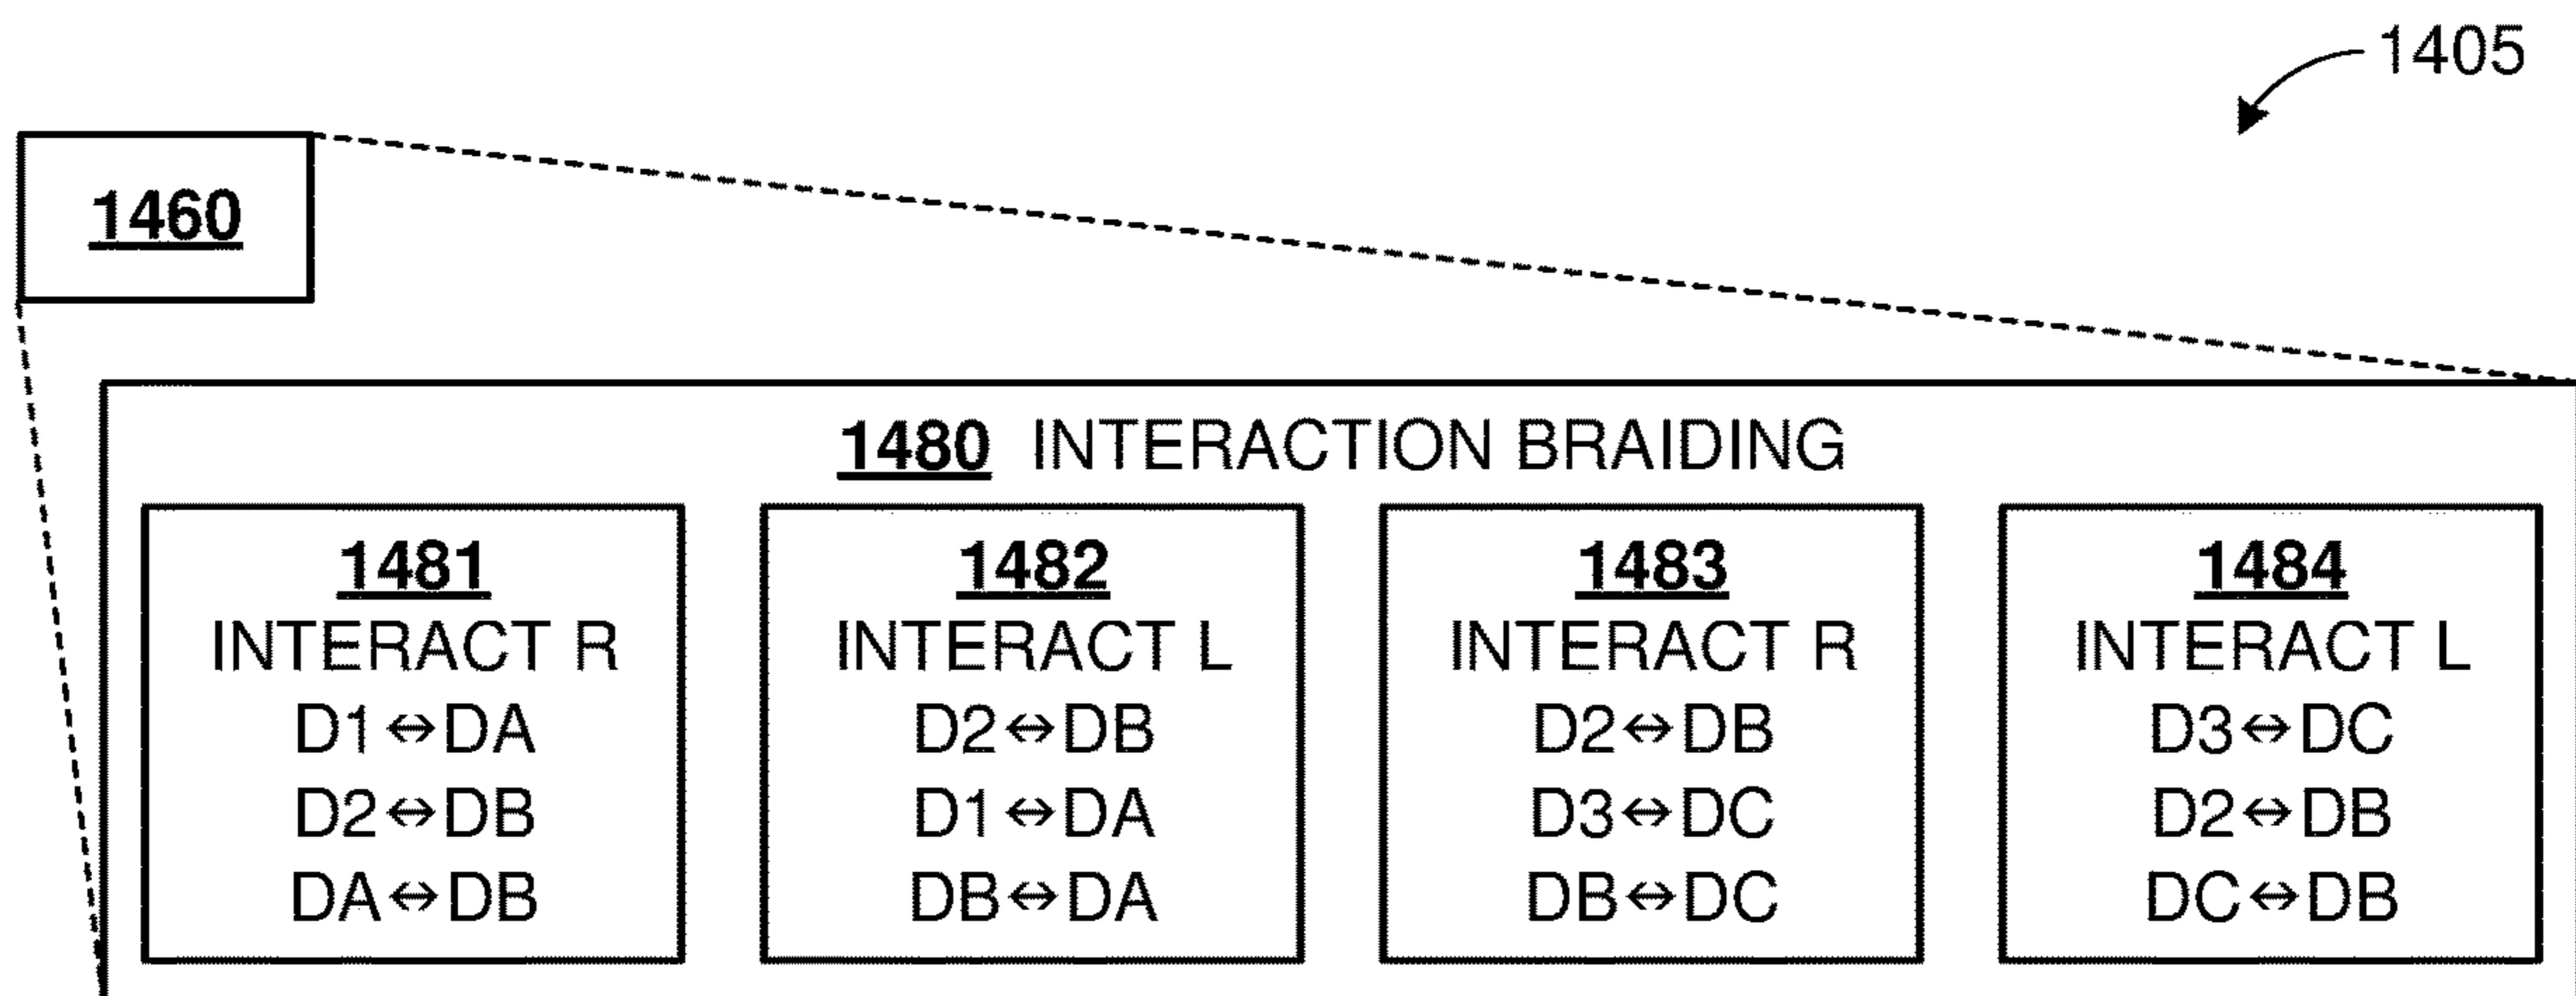 1405
1460
1480 INTERACTION BRAIDING
1481
INTERACT R
D1↔DA
D2↔DB
DA↔DB
1482
INTERACT L
D2↔DB
D1↔DA
DB↔DA
1483
INTERACT R
D2↔DB
D3↔DC
DB↔DC
1484
INTERACT L
D3↔DC
D2↔DB
DC↔DB